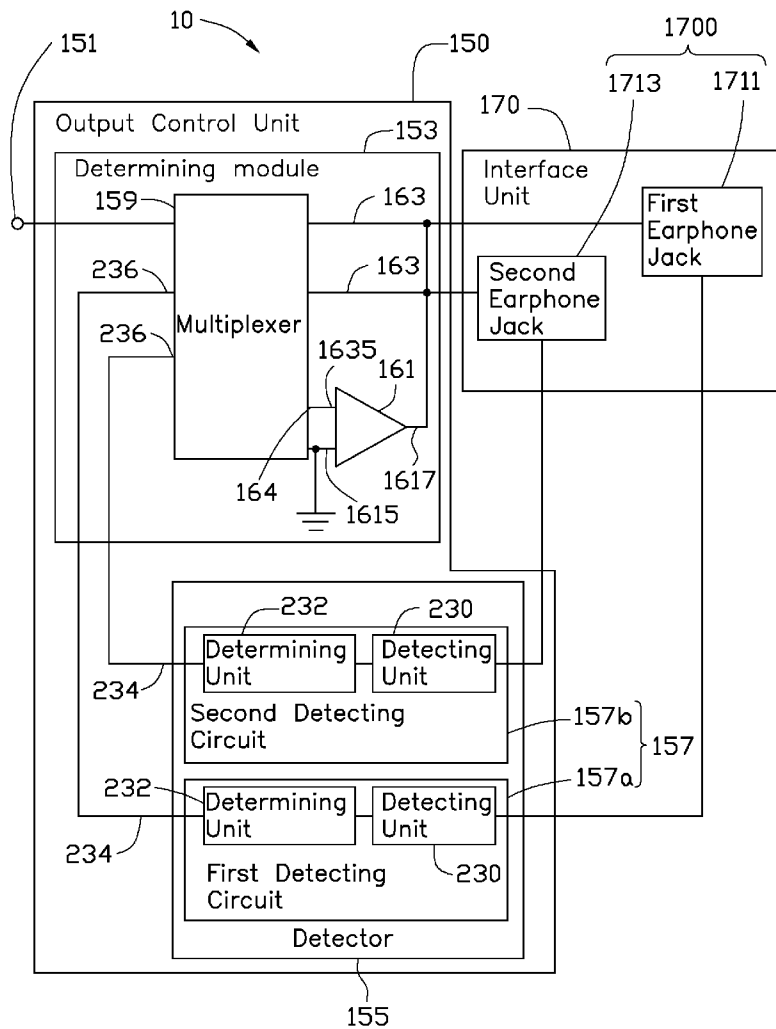 10
151
150
1700
1713
1711
170
Output Control Unit
153
Determining module
Interface
Unit
159
163
First
Earphone
Jack
236
163
Second
Earphone
Jack
236
Multiplexer
1635
161
164
1615
1617
232
230
Determining
Unit
Detecting
Unit
234
Second Detecting
Circuit
157b
157
157a
232
Determining
Unit
Detecting
Unit
234
230
First Detecting
Circuit
Detector
155